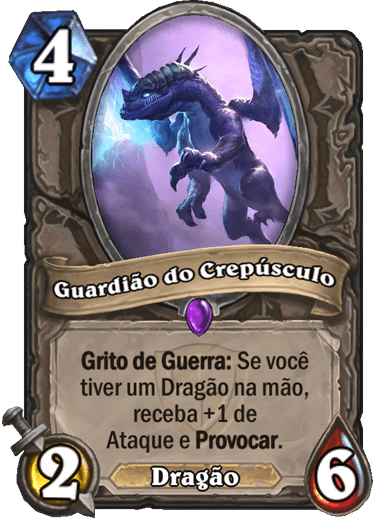 4
Guardião do Crepúsculo
Grito de Guerra: Se você
tiver um Dragão na mão,
receba +1 de
Ataque e Provocar.
2
Dragão
6